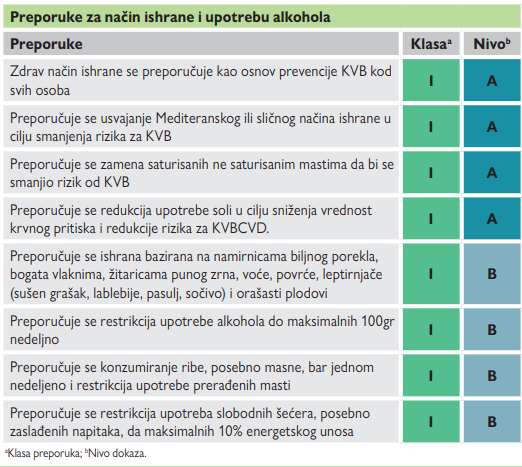 Preporuke za način ishrane i upotrebu alkohola
Preporuke Klasaᵃ Nivoᵇ
Zdrav način ishrane se preporučuje kao osnov prevencije KVB kod
svih osoba
I A
Preporučuje se usvajanje Mediteranskog ili sličnog načina ishrane u
cilju smanjenja rizika za KVB
I A
Preporučuje se zamena saturisanih ne saturisanim mastima da bi se
smanjio rizik od KVB
I A
Preporučuje se redukcija upotrebe soli u cilju sniženja vrednost
krvnog pritiska i redukcije rizika za KVBCVD.
I A
Preporučuje se ishrana bazirana na namirnicama biljnog porekla,
bogata vlaknima, žitaricama punog zrna, voće, povrće, leptirnjače
(sušen grašak, lablebije, pasulj, sočivo) i orašasti plodovi
I B
Preporučuje se restrikcija upotrebe alkohola do maksimalnih 100gr
nedeljno
I B
Preporučuje se konzumiranje ribe, posebno masne, bar jednom
nedeljeno i restrikcija upotrebe prerađenih masti
I B
Preporučuje se restrikcija upotreba slobodnih šećera, posebno
zaslađenih napitaka, da maksimalnih 10% energetskog unosa
I B
ᵃKlasa preporuka; ᵇNivo dokaza.